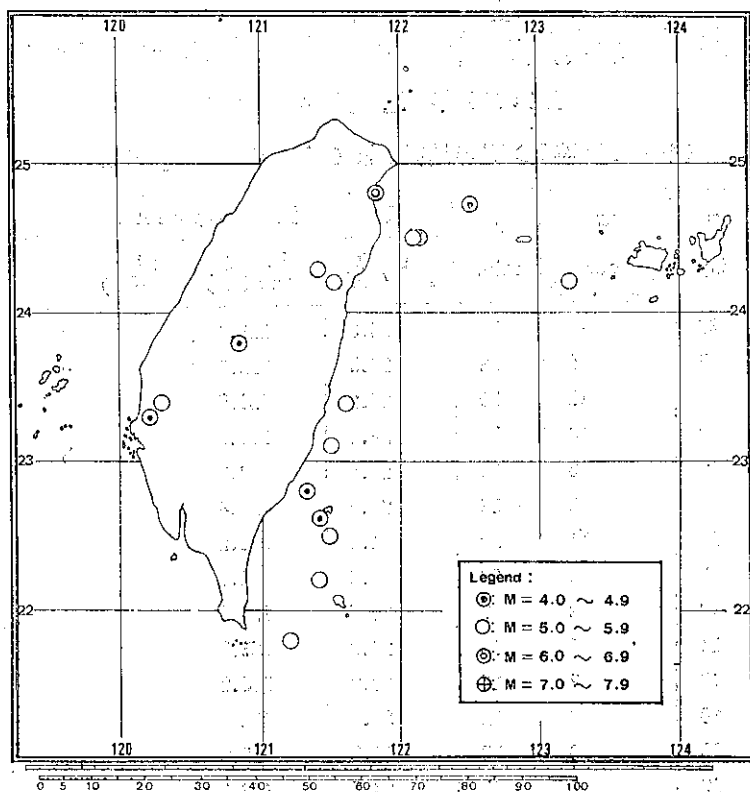 120 121 122 123 124
25 25
24 24
23 23
22 22
Legend :
M = 4.0 ~ 4.9
M = 5.0 ~ 5.9
M = 6.0 ~ 6.9
M = 7.0 ~ 7.9
120 121 122 123 124
0 5 10 20 30 40 50 60 70 80 90 100